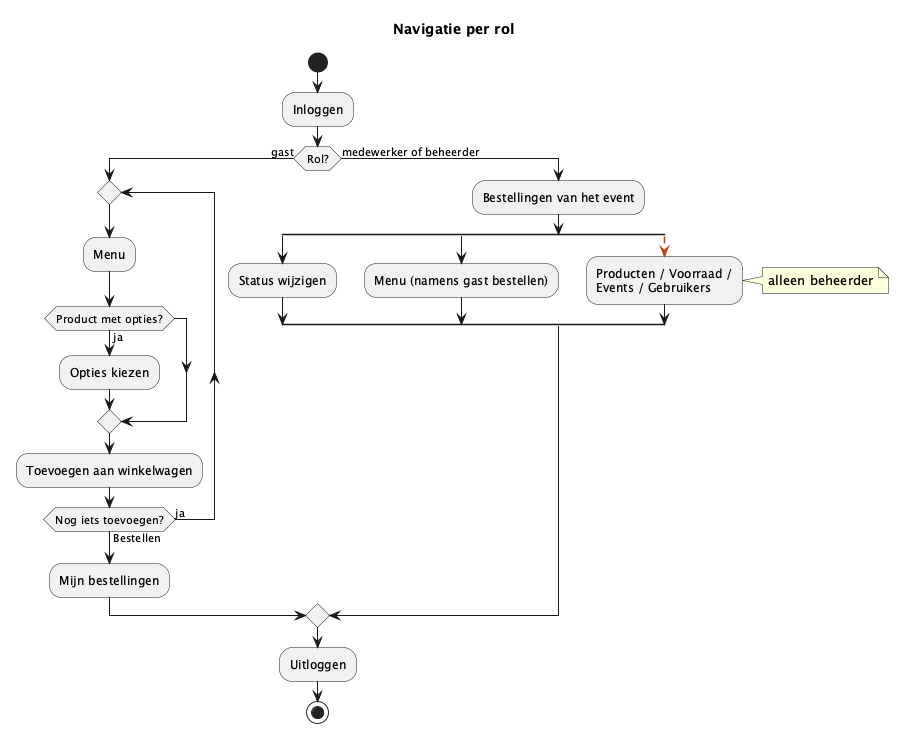 Navigatie per rol
Inloggen
gast
Rol?
medewerker of beheerder
Bestellingen van het event
Menu
Status wijzigen
Menu (namens gast bestellen)
Producten / Voorraad /
Events / Gebruikers
alleen beheerder
Product met opties?
ja
Opties kiezen
Toevoegen aan winkelwagen
Nog iets toevoegen?
ja
Bestellen
Mijn bestellingen
Uitloggen